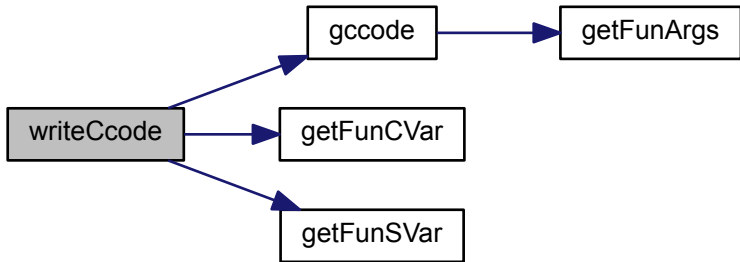 gccode
getFunArgs
writeCcode
getFunCVar
getFunSVar